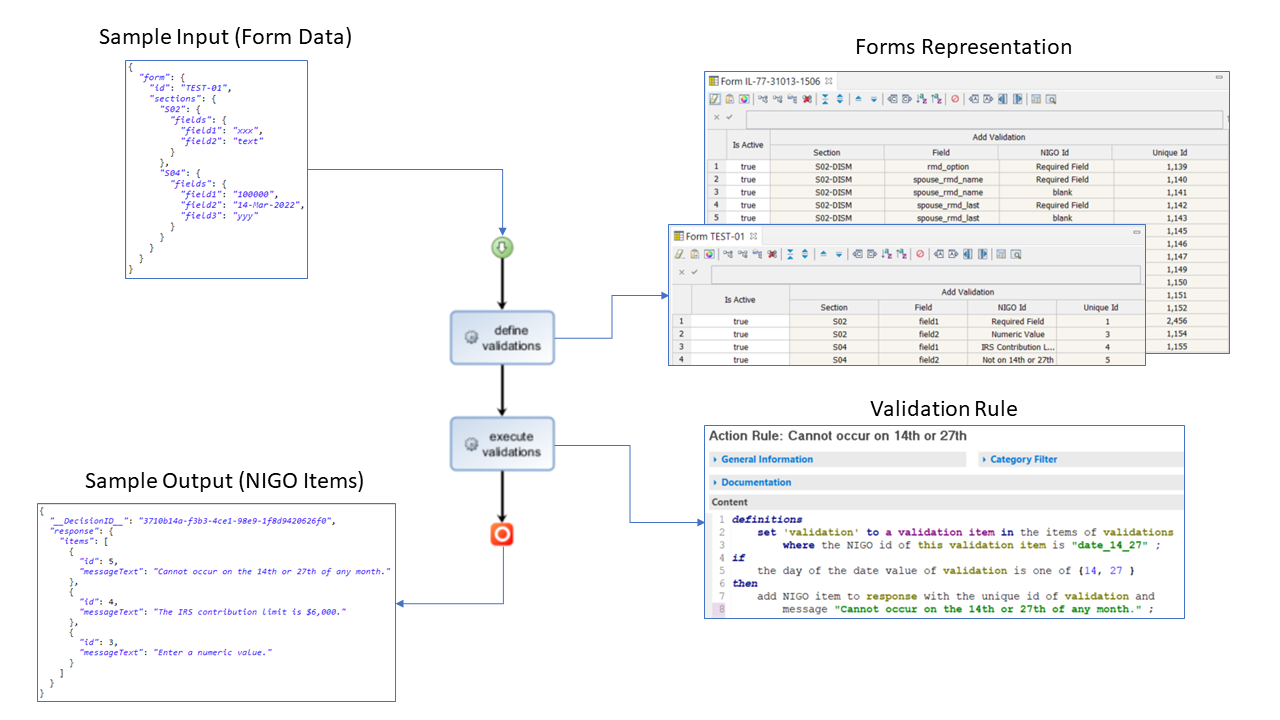 Sample Input (Form Data)
{
"form": {
"id": "TEST-01",
"sections": {
"S02": {
"fields": {
"field1": "xxx",
"field2": "text"
}
},
"S04": {
"fields": {
"field1": "100000",
"field2": "14-Mar-2022",
"field3": "yyy"
}
}
}
}
}
define
validations
execute
validations
Sample Output (NIGO Items)
{
"__DecisionID__": "3710b14a-f3b3-4ce1-98e9-1f8d9420626f0",
"response": {
"items": [
{
"id": 5,
"messageText": "Cannot occur on the 14th or 27th of any month."
},
{
"id": 4,
"messageText": "The IRS contribution limit is $6,000."
},
{
"id": 3,
"messageText": "Enter a numeric value."
}
]
}
}
Forms Representation
Form IL-77-31013-1506
Is Active Add Validation
Section Field NIGO Id Unique Id
1 true S02-DISM rmd_option Required Field 1,139
2 true S02-DISM spouse_rmd_name Required Field 1,140
3 true S02-DISM spouse_rmd_name blank 1,141
4 true S02-DISM spouse_rmd_last Required Field 1,142
5 true S02-DISM spouse_rmd_last blank 1,143
1,145
1,146
1,147
1,149
1,150
1,151
1,152
2,456
1,154
1,155
Form TEST-01
Is Active Add Validation
Section Field NIGO Id Unique Id
1 true S02 field1 Required Field 1
2 true S02 field2 Numeric Value 3
3 true S04 field1 IRS Contribution L... 4
4 true S04 field2 Not on 14th or 27th 5
Validation Rule
Action Rule: Cannot occur on 14th or 27th
General Information Category Filter
Documentation
Content
1 definitions
2 set 'validation' to a validation item in the items of validations
3 where the NIGO id of this validation item is "date_14_27" ;
4 if
5 the day of the date value of validation is one of {14, 27 }
6 then
7 add NIGO item to response with the unique id of validation and
8 message "Cannot occur on the 14th or 27th of any month." ;